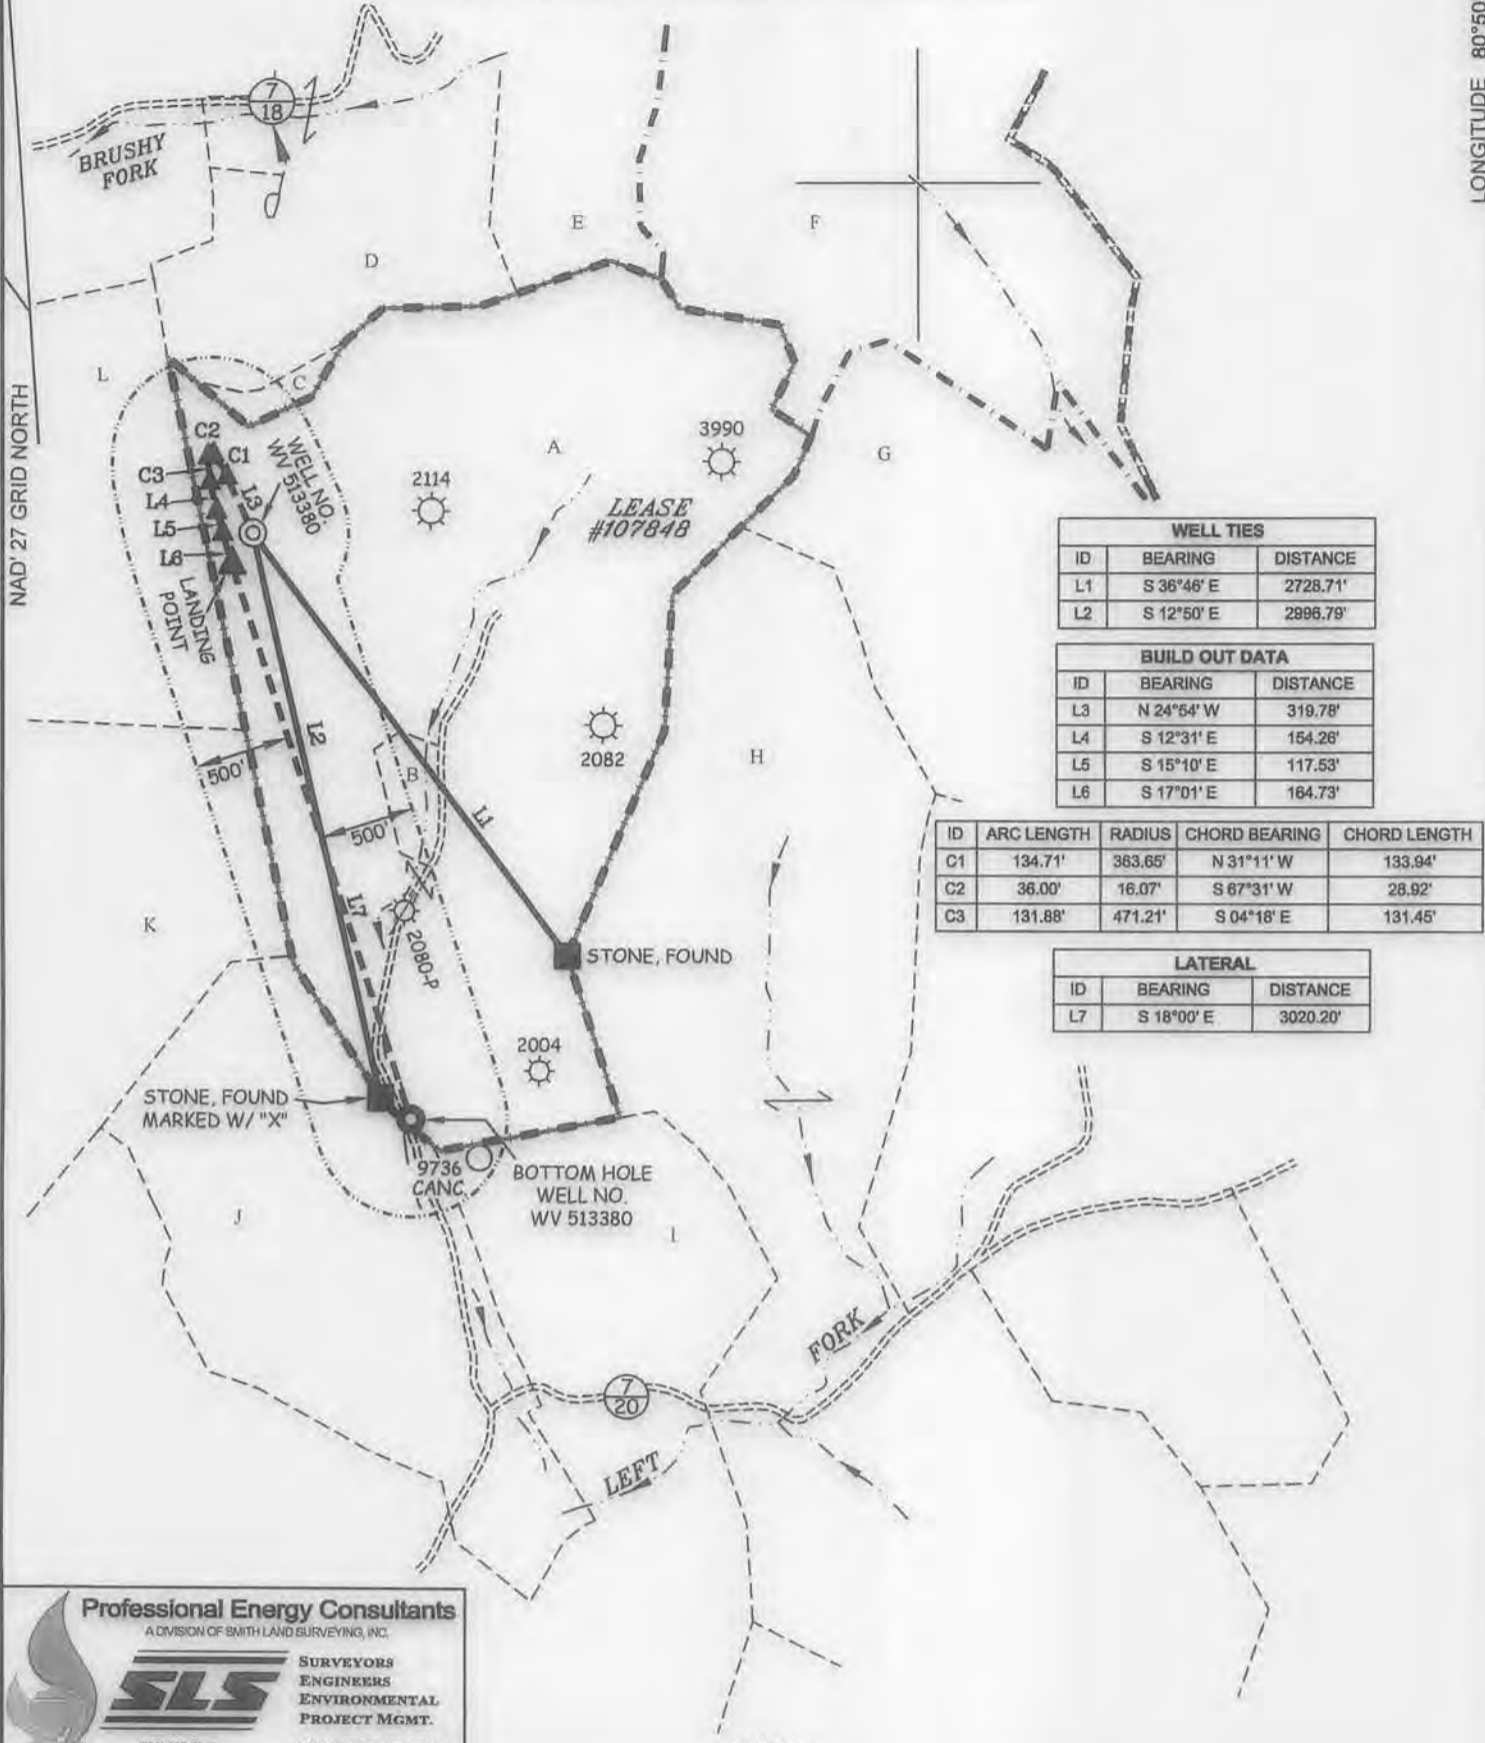 LONGITUDE 80°50
7
18
BRUSHY
FORK
E
F
D
L
C
NAD' 27 GRID NORTH
C2
C1
C3
L3
L4
L5
L6
WELL NO.
WV 513380
2114
A
3990
G
LEASE
#107848
LANDING
POINT
WELL TIES
ID BEARING DISTANCE
L1 S 36°46' E 2728.71'
L2 S 12°50' E 2996.79'
BUILD OUT DATA
ID BEARING DISTANCE
L3 N 24°54' W 319.78'
L4 S 12°31' E 154.26'
L5 S 15°10' E 117.53'
L6 S 17°01' E 164.73'
ID ARC LENGTH RADIUS CHORD BEARING CHORD LENGTH
C1 134.71' 363.65' N 31°11' W 133.94'
C2 36.00' 16.07' S 67°31' W 28.92'
C3 131.88' 471.21' S 04°18' E 131.45'
LATERAL
ID BEARING DISTANCE
L7 S 18°00' E 3020.20'
L2
2082
H
500'
B
L1
500'
L7
K
2080-P
STONE, FOUND
2004
STONE, FOUND
MARKED W/ "X"
9736
CANC.
BOTTOM HOLE
WELL NO.
WV 513380
J
I
FORK
7
20
LEFT
Professional Energy Consultants
A DIVISION OF SMITH LAND SURVEYING, INC.
SLS
SURVEYORS
ENGINEERS
ENVIRONMENTAL
PROJECT MGMT.